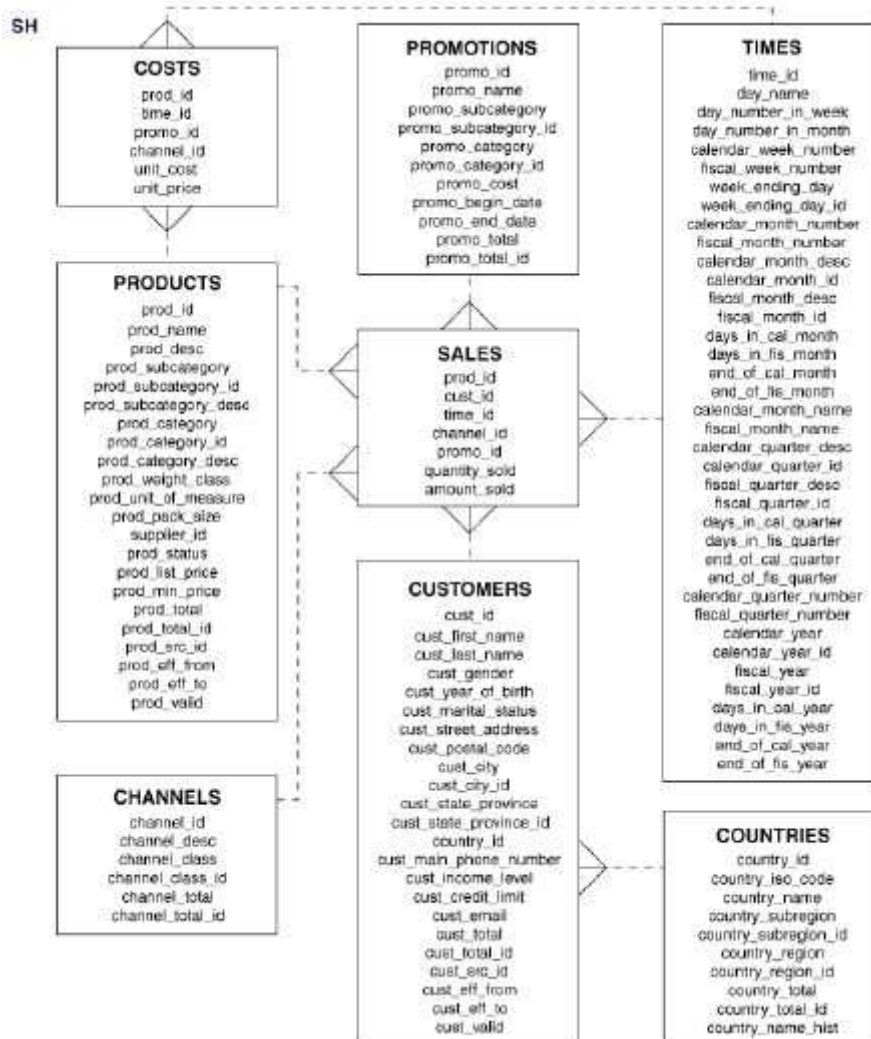 SH
COSTS
prod_id
time_id
promo_id
channel_id
unit_cost
unit_price
PROMOTIONS
promo_id
promo_name
promo_subcategory
promo_subcategory_id
promo_category
promo_category_id
promo_cost
promo_begin_date
promo_end_date
promo_total
promo_total_id
TIMES
time_id
day_name
day_number_in_week
day_number_in_month
calendar_week_number
fiscal_week_number
week_ending_day
week_ending_day_id
calendar_month_number
fiscal_month_number
calendar_month_desc
calendar_month_id
fiscal_month_desc
fiscal_month_id
days_in_cal_month
days_in_fis_month
end_of_cal_month
end_of_fis_month
calendar_month_name
fiscal_month_name
calendar_quarter_desc
calendar_quarter_id
fiscal_quarter_desc
fiscal_quarter_id
days_in_cal_quarter
days_in_fis_quarter
end_of_cal_quarter
end_of_fis_quarter
calendar_quarter_number
fiscal_quarter_number
calendar_year
calendar_year_id
fiscal_year
fiscal_year_id
days_in_cal_year
days_in_fis_year
end_of_cal_year
end_of_fis_year
PRODUCTS
prod_id
prod_name
prod_desc
prod_subcategory
prod_subcategory_id
prod_subcategory_desc
prod_category
prod_category_id
prod_category_desc
prod_weight_class
prod_unit_of_measure
prod_pack_size
supplier_id
prod_status
prod_list_price
prod_min_price
prod_total
prod_total_id
prod_src_id
prod_eff_from
prod_eff_to
prod_valid
SALES
prod_id
cust_id
time_id
channel_id
promo_id
quantity_sold
amount_sold
CUSTOMERS
cust_id
cust_first_name
cust_last_name
cust_gender
cust_year_of_birth
cust_marital_status
cust_street_address
cust_postal_code
cust_city
cust_city_id
cust_state_province
cust_state_province_id
country_id
cust_main_phone_number
cust_income_level
cust_credit_limit
cust_email
cust_total
cust_total_id
cust_src_id
cust_eff_from
cust_eff_to
cust_valid
CHANNELS
channel_id
channel_desc
channel_class
channel_class_id
channel_total
channel_total_id
COUNTRIES
country_id
country_iso_code
country_name
country_subregion
country_subregion_id
country_region
country_region_id
country_total
country_total_id
country_name_hist